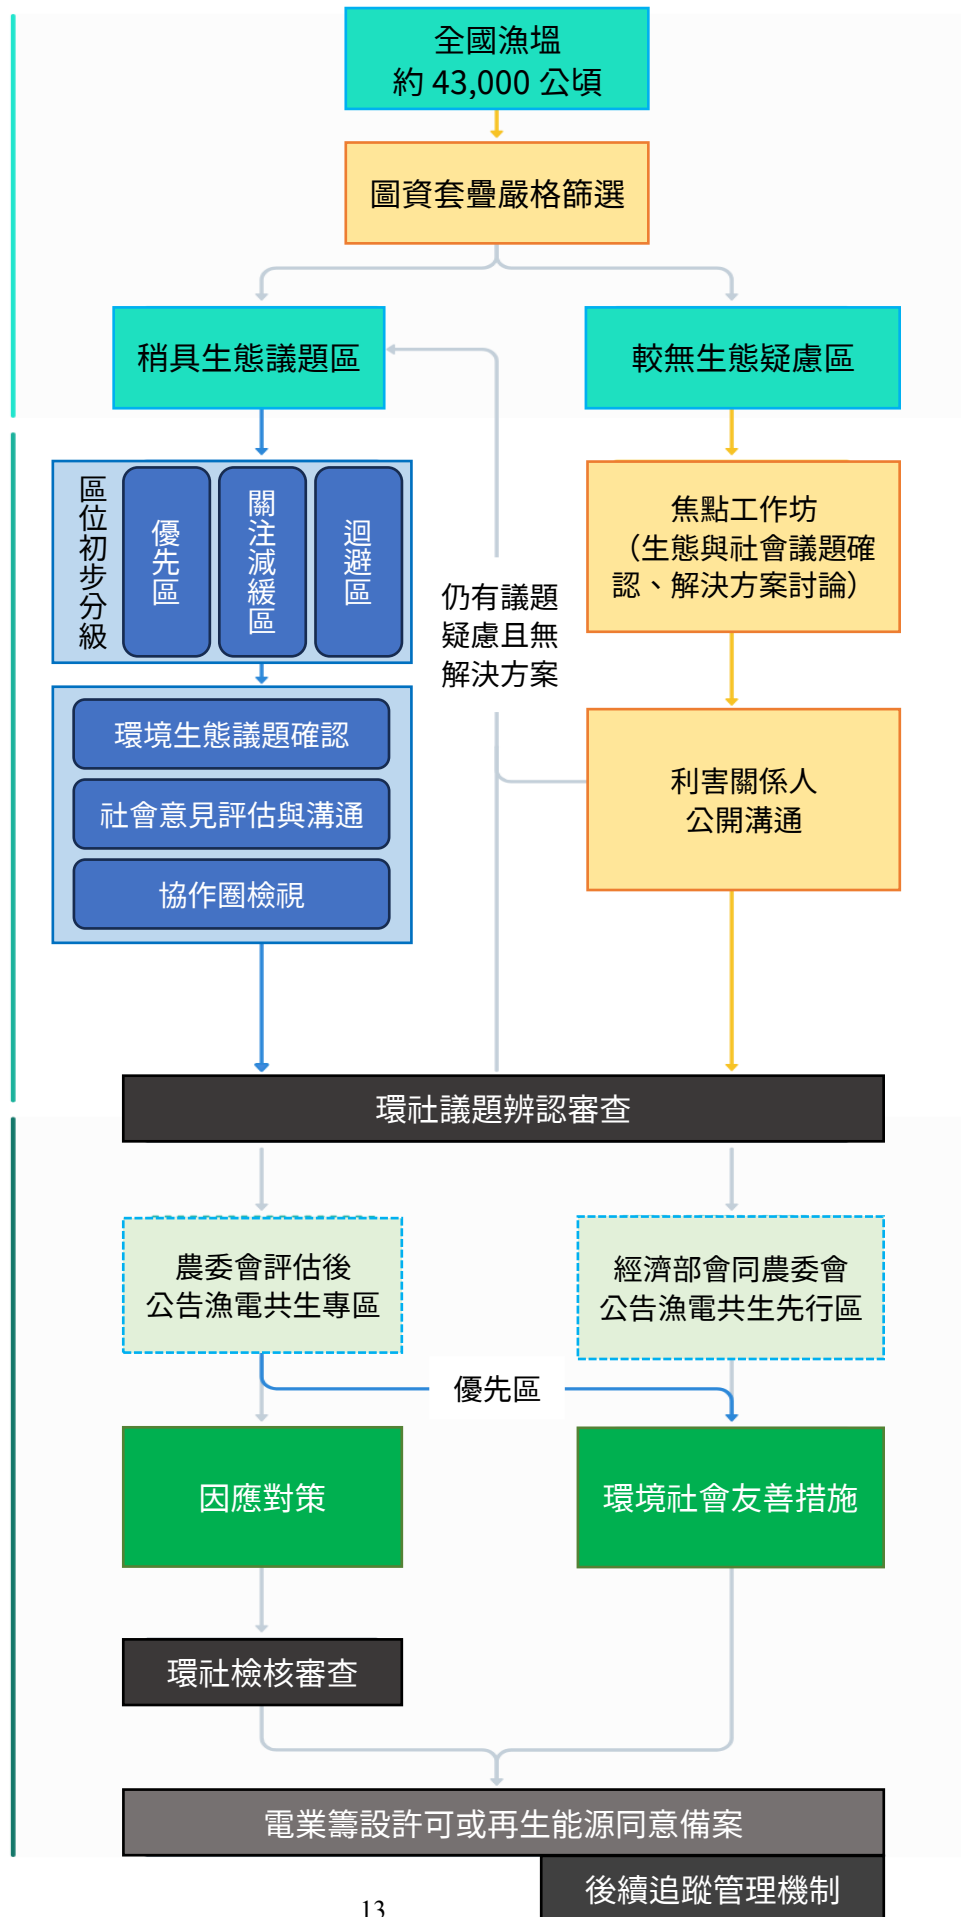 全國漁塭
約 43,000 公頃
圖資套疊嚴格篩選
稍具生態議題區
較無生態疑慮區
區位初步分級
優先區
關注減緩區
迴避區
焦點工作坊
（生態與社會議題確
認、解決方案討論）
仍有議題
疑慮且無
解決方案
環境生態議題確認
社會意見評估與溝通
協作圈檢視
利害關係人
公開溝通
環社議題辨認審查
農委會評估後
公告漁電共生專區
經濟部會同農委會
公告漁電共生先行區
優先區
因應對策
環境社會友善措施
環社檢核審查
電業籌設許可或再生能源同意備案
後續追蹤管理機制
13